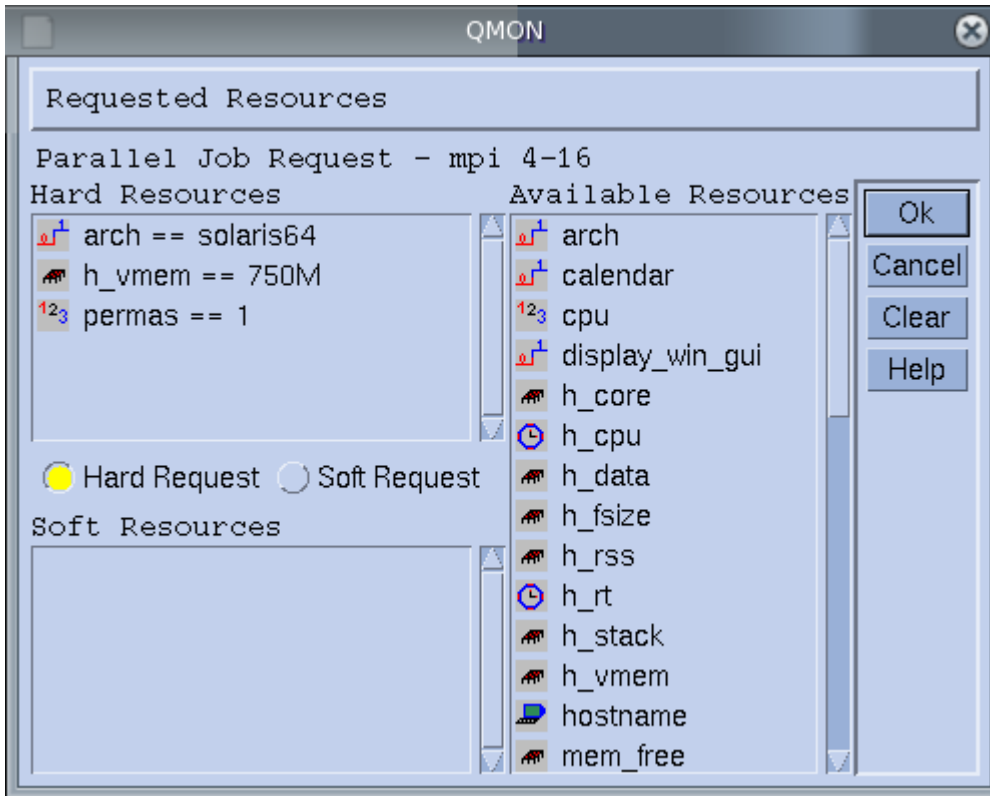 QMON
Requested Resources
Parallel Job Request - mpi 4-16
Hard Resources
arch == solaris64
h_vmem == 750M
123 permas == 1
Hard Request Soft Request
Soft Resources
Available Resources
arch
calendar
123 cpu
display_win_gui
h_core
h_cpu
h_data
h_fsize
h_rss
h_rt
h_stack
h_vmem
hostname
mem_free
Ok
Cancel
Clear
Help